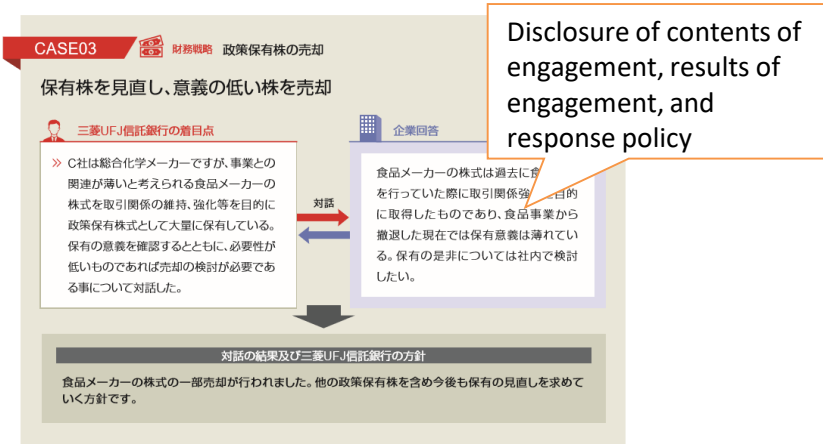 CASE03 財務戦略 政策保有株の売却
保有株を見直し、意義の低い株を売却
Disclosure of contents of
engagement, results of
engagement, and
response policy
三菱UFJ信託銀行の着目点
» C社は総合化学メーカーですが、事業との
関連が薄いと考えられる食品メーカーの
株式を取引関係の維持、強化等を目的に
政策保有株式として大量に保有している。
保有の意義を確認するとともに、必要性が
低いものであれば売却の検討が必要であ
る事について対話した。
対話
企業回答
食品メーカーの株式は過去に食
を行っていた際に取引関係強 目的
に取得したものであり、食品事業から
撤退した現在では保有意義は薄れてい
る。保有の是非については社内で検討
したい。
対話の結果及び三菱UFJ信託銀行の方針
食品メーカーの株式の一部売却が行われました。他の政策保有株を含め今後も保有の見直しを求めて
いく方針です。